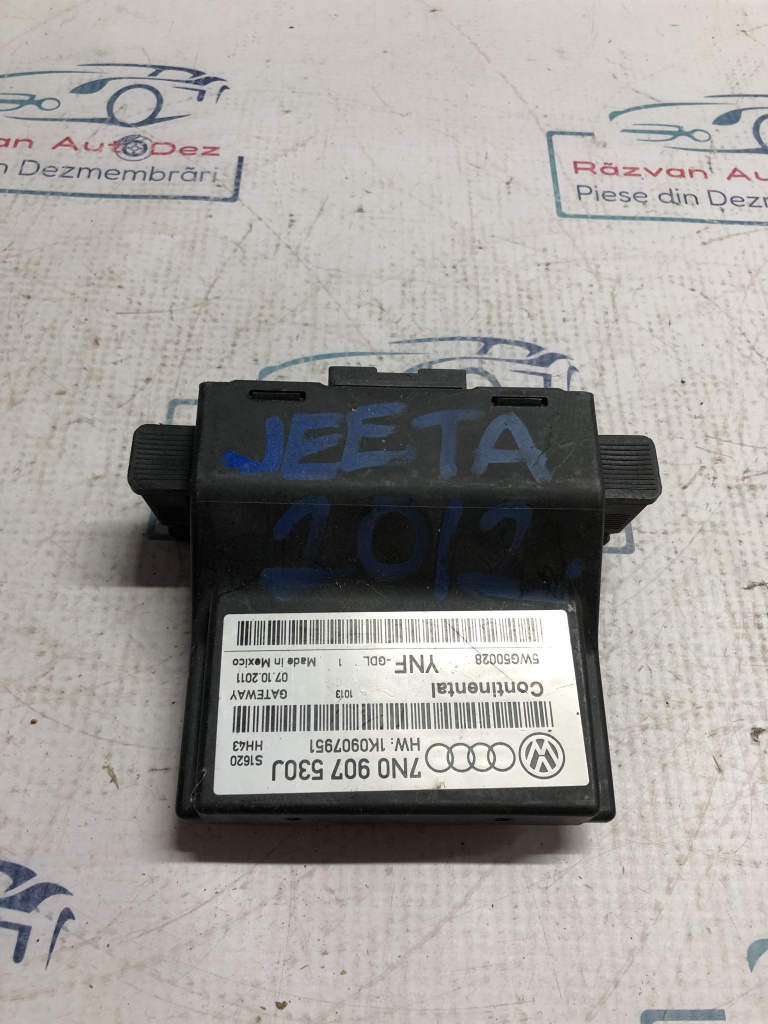 an AutoDez
n Dezmembrări
Răzvan Au
Piese din Dezm
JEETA
2012.
7N0 907 530J
HW: 1K0907951
S1620
HH43
Continental
1013
GATEWAY
07.10.2011
5WG50028
YNF -GDL 1
Made in Mexico